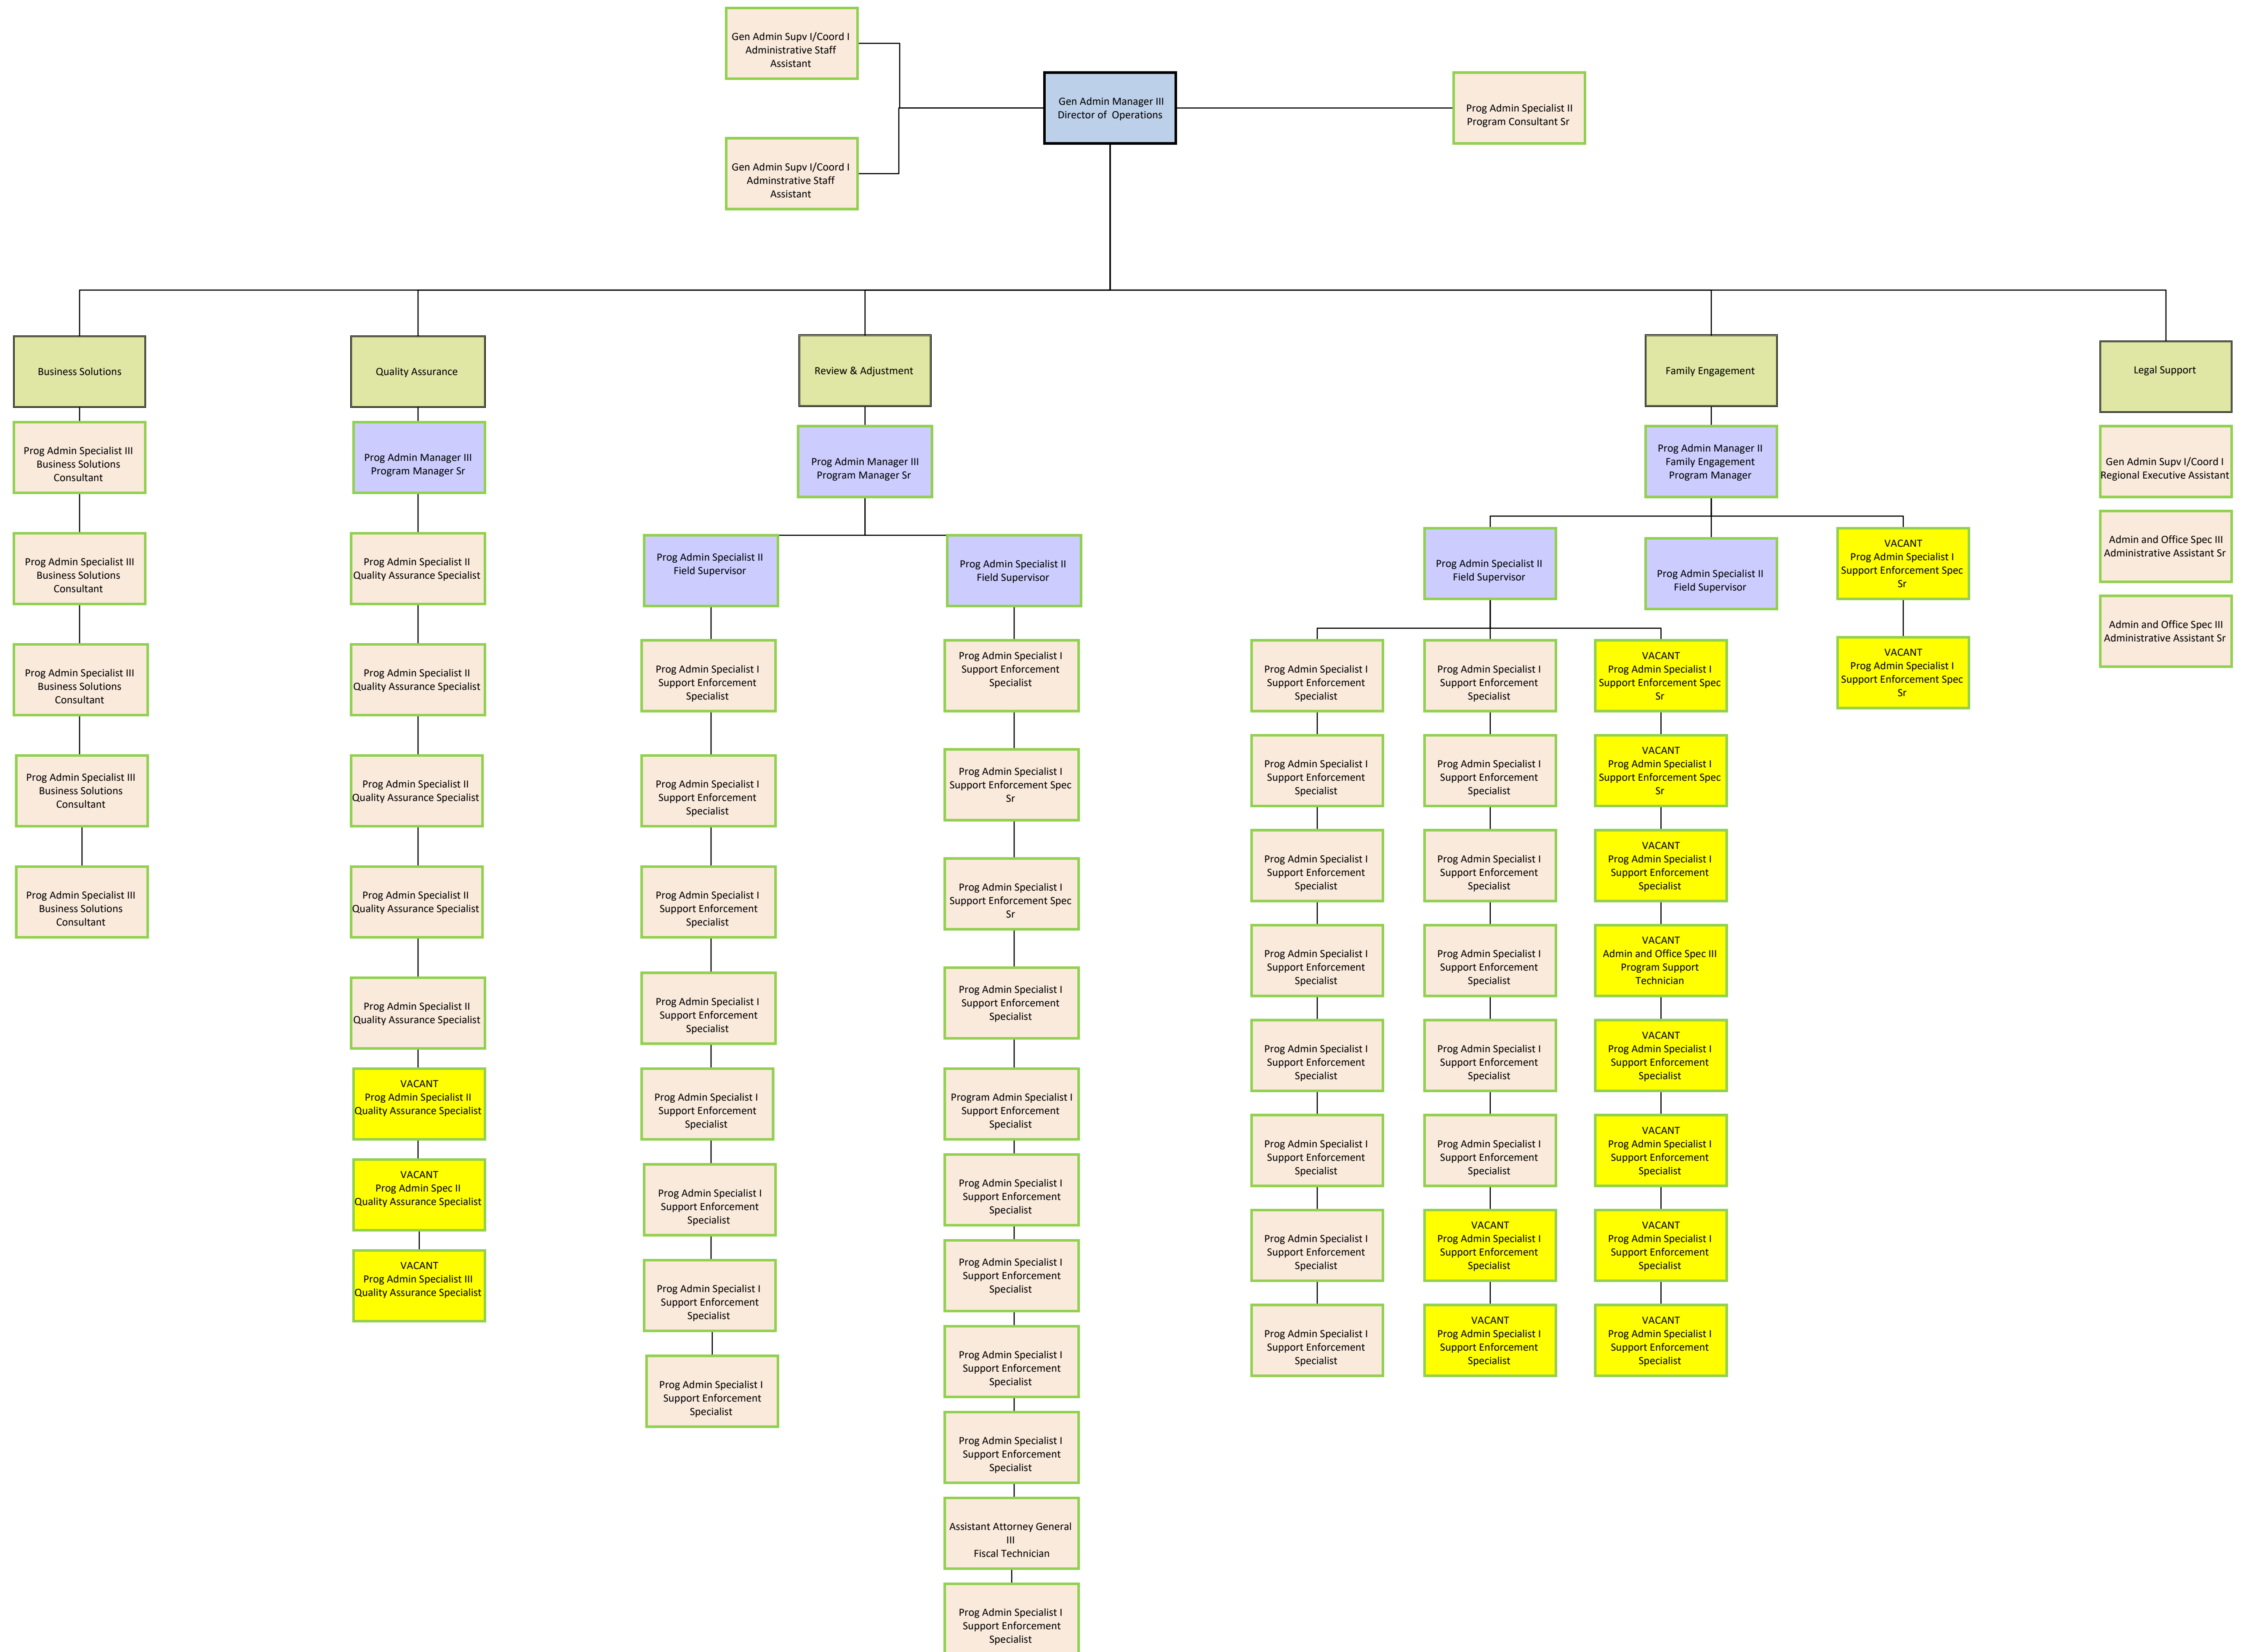 Gen Admin Supv I/Coord I
Administrative Staff
Assistant
Gen Admin Manager III
Director of  Operations
Prog Admin Specialist II
Program Consultant Sr
Gen Admin Supv I/Coord I
Adminstrative Staff
Assistant
Business Solutions
Prog Admin Specialist III
Business Solutions
Consultant
Prog Admin Specialist III
Business Solutions
Consultant
Prog Admin Specialist III
Business Solutions
Consultant
Prog Admin Specialist III
Business Solutions
Consultant
Prog Admin Specialist III
Business Solutions
Consultant
Quality Assurance
Prog Admin Manager III
Program Manager Sr
Prog Admin Specialist II
Quality Assurance Specialist
Prog Admin Specialist II
Quality Assurance Specialist
Prog Admin Specialist II
Quality Assurance Specialist
Prog Admin Specialist II
Quality Assurance Specialist
Prog Admin Specialist II
Quality Assurance Specialist
VACANT
Prog Admin Specialist II
Quality Assurance Specialist
VACANT
Prog Admin Spec II
Quality Assurance Specialist
VACANT
Prog Admin Specialist III
Quality Assurance Specialist
Review & Adjustment
Prog Admin Manager III
Program Manager Sr
Prog Admin Specialist II
Field Supervisor
Prog Admin Specialist I
Support Enforcement
Specialist
Prog Admin Specialist I
Support Enforcement
Specialist
Prog Admin Specialist I
Support Enforcement
Specialist
Prog Admin Specialist I
Support Enforcement
Specialist
Prog Admin Specialist I
Support Enforcement
Specialist
Prog Admin Specialist I
Support Enforcement
Specialist
Prog Admin Specialist I
Support Enforcement
Specialist
Prog Admin Specialist I
Support Enforcement
Specialist
Prog Admin Specialist II
Field Supervisor
Prog Admin Specialist I
Support Enforcement
Specialist
Prog Admin Specialist I
Support Enforcement Spec
Sr
Prog Admin Specialist I
Support Enforcement Spec
Sr
Prog Admin Specialist I
Support Enforcement
Specialist
Program Admin Specialist I
Support Enforcement
Specialist
Prog Admin Specialist I
Support Enforcement
Specialist
Prog Admin Specialist I
Support Enforcement
Specialist
Prog Admin Specialist I
Support Enforcement
Specialist
Prog Admin Specialist I
Support Enforcement
Specialist
Assistant Attorney General
III
Fiscal Technician
Prog Admin Specialist I
Support Enforcement
Specialist
Family Engagement
Prog Admin Manager II
Family Engagement
Program Manager
Prog Admin Specialist II
Field Supervisor
Prog Admin Specialist I
Support Enforcement
Specialist
Prog Admin Specialist I
Support Enforcement
Specialist
Prog Admin Specialist I
Support Enforcement
Specialist
Prog Admin Specialist I
Support Enforcement
Specialist
Prog Admin Specialist I
Support Enforcement
Specialist
Prog Admin Specialist I
Support Enforcement
Specialist
Prog Admin Specialist I
Support Enforcement
Specialist
Prog Admin Specialist I
Support Enforcement
Specialist
Prog Admin Specialist I
Support Enforcement
Specialist
Prog Admin Specialist I
Support Enforcement
Specialist
Prog Admin Specialist I
Support Enforcement
Specialist
Prog Admin Specialist I
Support Enforcement
Specialist
Prog Admin Specialist I
Support Enforcement
Specialist
Prog Admin Specialist I
Support Enforcement
Specialist
VACANT
Prog Admin Specialist I
Support Enforcement
Specialist
VACANT
Prog Admin Specialist I
Support Enforcement
Specialist
VACANT
Prog Admin Specialist I
Support Enforcement Spec
Sr
VACANT
Prog Admin Specialist I
Support Enforcement Spec
Sr
VACANT
Prog Admin Specialist I
Support Enforcement
Specialist
VACANT
Admin and Office Spec III
Program Support
Technician
VACANT
Prog Admin Specialist I
Support Enforcement
Specialist
VACANT
Prog Admin Specialist I
Support Enforcement
Specialist
VACANT
Prog Admin Specialist I
Support Enforcement
Specialist
VACANT
Prog Admin Specialist I
Support Enforcement
Specialist
Prog Admin Specialist II
Field Supervisor
VACANT
Prog Admin Specialist I
Support Enforcement Spec
Sr
VACANT
Prog Admin Specialist I
Support Enforcement Spec
Sr
Legal Support
Gen Admin Supv I/Coord I
Regional Executive Assistant
Admin and Office Spec III
Administrative Assistant Sr
Admin and Office Spec III
Administrative Assistant Sr